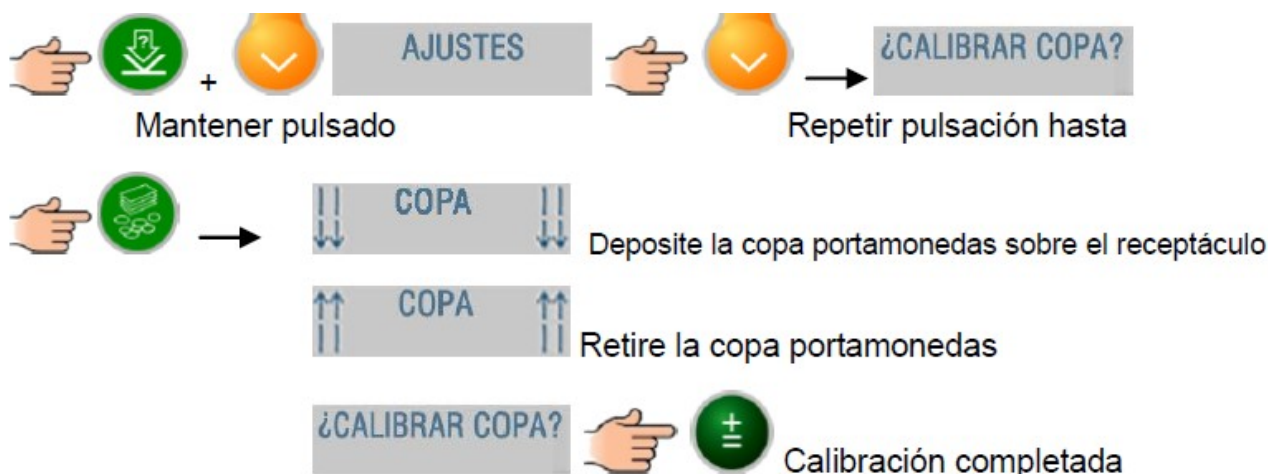 ? + AJUSTES ¿CALIBRAR COPA?
Mantener pulsado Repetir pulsación hasta
COPA
Deposite la copa portamonedas sobre el receptáculo
COPA
Retire la copa portamonedas
¿CALIBRAR COPA? ± =
Calibración completada